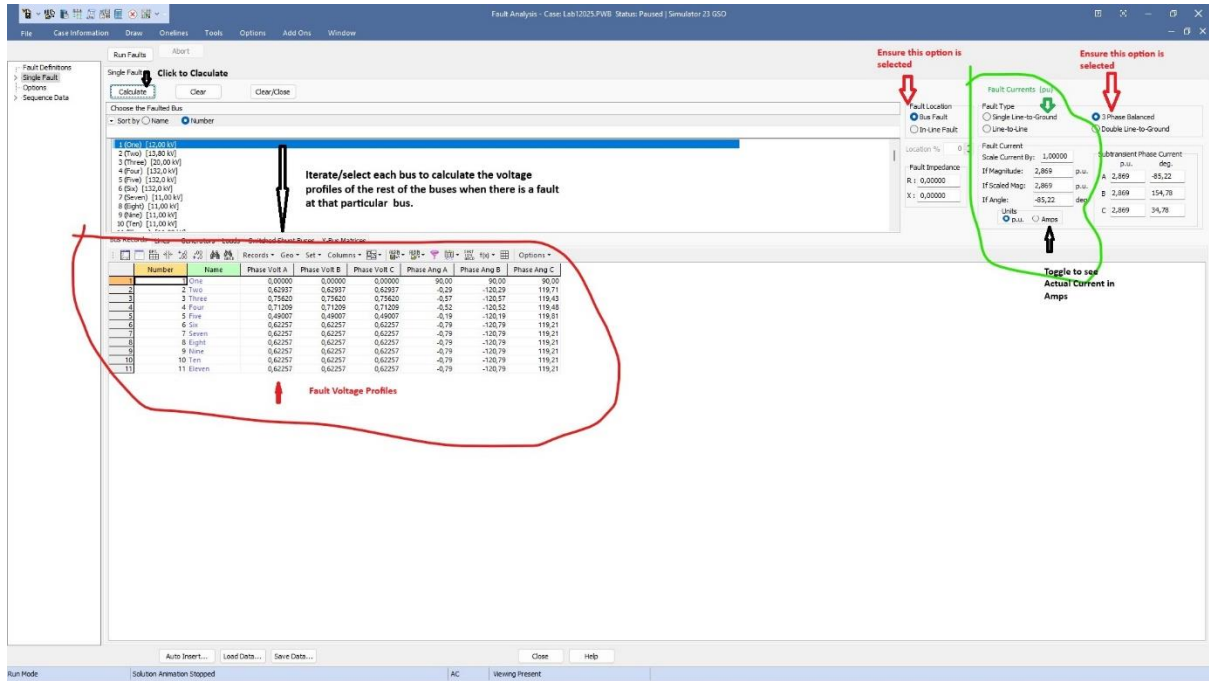 Fault Analysis - Case: Lab12025.PWB Status: Paused | Simulator 23 GSO
File Case Information Draw Onelines Tools Options Add Ons Window
Run Faults Abort
Fault Definitions
Single Fault
Options
Sequence Data
Single Fault
Click to Claculate
Calculate Clear Clear/Close
Choose the Faulted Bus
Sort by Name Number
1 (One) [12,00 kV]
2 (Two) [13,80 kV]
3 (Three) [20,00 kV]
4 (Four) [132,0 kV]
5 (Five) [132,0 kV]
6 (Six) [132,0 kV]
7 (Seven) [11,00 kV]
8 (Eight) [11,00 kV]
9 (Nine) [11,00 kV]
10 (Ten) [11,00 kV]
Iterate/select each bus to calculate the voltage
profiles of the rest of the buses when there is a fault
at that particular bus.
Ensure this option is
selected
Fault Location
Bus Fault
In-Line Fault
Location % 0
Fault Impedance
R : 0,00000
X : 0,00000
Fault Currents (pu)
Ensure this option is
selected
Fault Type
Single Line-to-Ground 3 Phase Balanced
Line-to-Line Double Line-to-Ground
Fault Current
Scale Current By: 1,00000
If Magnitude: 2,869 p.u.
If Scaled Mag: 2,869 p.u.
If Angle: -85,22 deg
Units
p.u. Amps
Subtransient Phase Current
p.u. deg.
A 2,869 -85,22
B 2,869 154,78
C 2,869 34,78
Toggle to see
Actual Current in
Amps
Bus Records Lines Generators Loads Switched Shunt Buses Y-Bus Matrices
Records Geo Set Columns Options
Number Name Phase Volt A Phase Volt B Phase Volt C Phase Ang A Phase Ang B Phase Ang C
1 1 One 0,00000 0,00000 0,00000 90,00 90,00 90,00
2 2 Two 0,62937 0,62937 0,62937 -0,29 -120,29 119,71
3 3 Three 0,75620 0,75620 0,75620 -0,57 -120,57 119,43
4 4 Four 0,71209 0,71209 0,71209 -0,52 -120,52 119,48
5 5 Five 0,49007 0,49007 0,49007 -0,19 -120,19 119,81
6 6 Six 0,62257 0,62257 0,62257 -0,79 -120,79 119,21
7 7 Seven 0,62257 0,62257 0,62257 -0,79 -120,79 119,21
8 8 Eight 0,62257 0,62257 0,62257 -0,79 -120,79 119,21
9 9 Nine 0,62257 0,62257 0,62257 -0,79 -120,79 119,21
10 10 Ten 0,62257 0,62257 0,62257 -0,79 -120,79 119,21
11 11 Eleven 0,62257 0,62257 0,62257 -0,79 -120,79 119,21
Fault Voltage Profiles
Auto Insert... Load Data... Save Data... Close Help
Run Mode Solution Animation Stopped AC Viewing Present